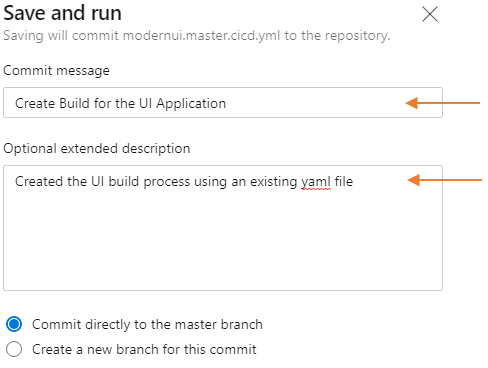 Save and run
Saving will commit modernui.master.cicd.yml to the repository.
Commit message
Create Build for the UI Application
Optional extended description
Created the UI build process using an existing yaml file
Commit directly to the master branch
Create a new branch for this commit